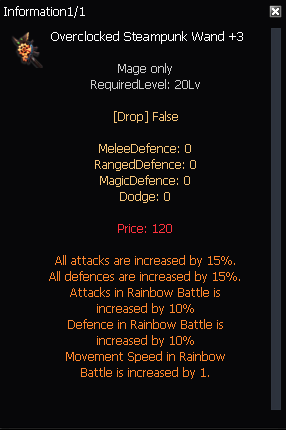 Information1/1
Overclocked Steampunk Wand +3
Mage only
RequiredLevel: 20Lv
[Drop] False
MeleeDefence: 0
RangedDefence: 0
MagicDefence: 0
Dodge: 0
Price: 120
All attacks are increased by 15%.
All defences are increased by 15%.
Attacks in Rainbow Battle is
increased by 10%
Defence in Rainbow Battle is
increased by 10%
Movement Speed in Rainbow
Battle is increased by 1.